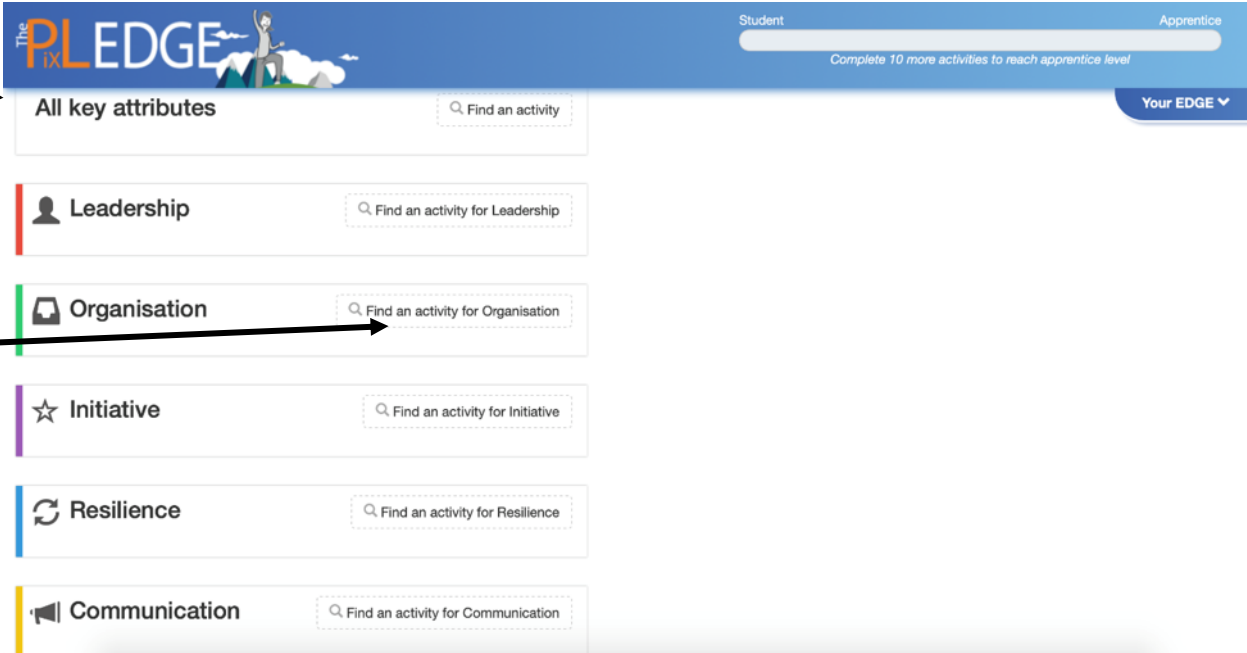 The PiXL EDGE
Student Apprentice
Complete 10 more activities to reach apprentice level
Your EDGE
All key attributes Find an activity
Leadership Find an activity for Leadership
Organisation Find an activity for Organisation
Initiative Find an activity for Initiative
Resilience Find an activity for Resilience
Communication Find an activity for Communication